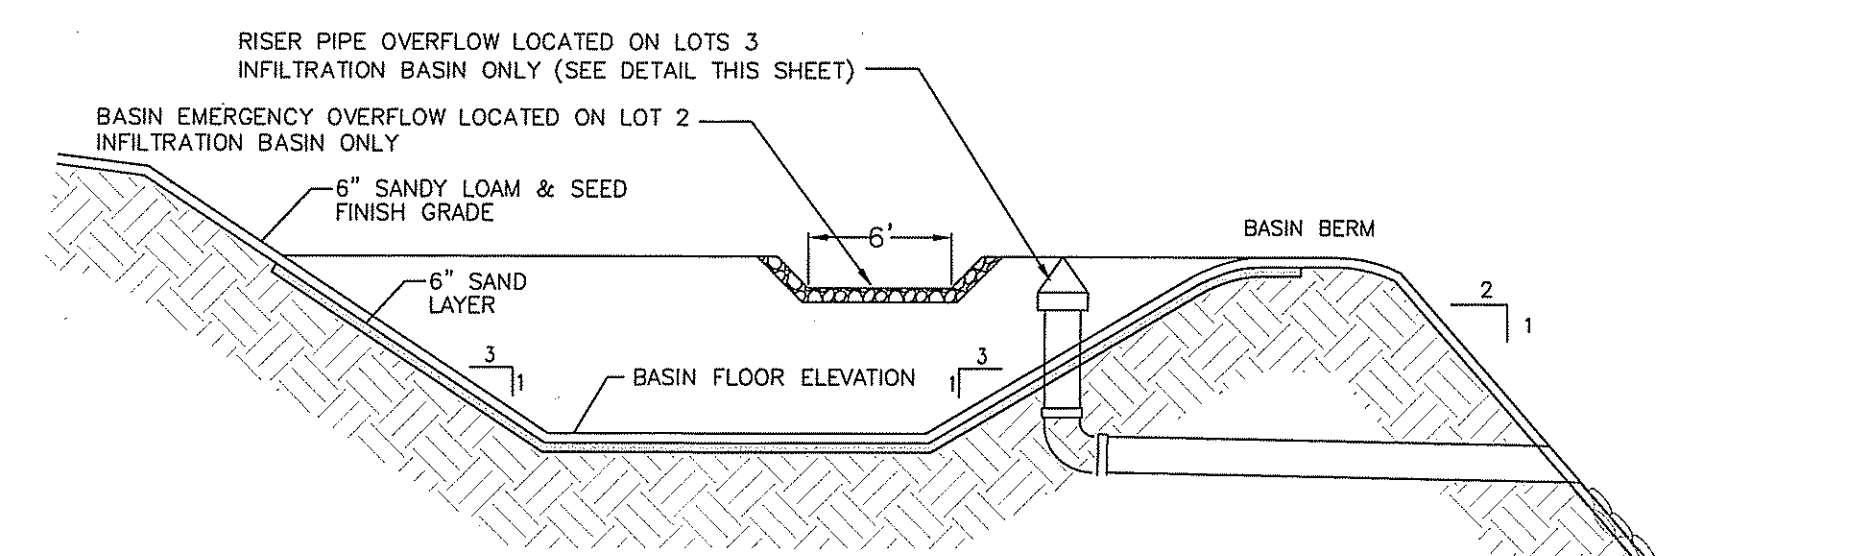 RISER PIPE OVERFLOW LOCATED ON LOTS 3
INFILTRATION BASIN ONLY (SEE DETAIL THIS SHEET)
BASIN EMERGENCY OVERFLOW LOCATED ON LOT 2
INFILTRATION BASIN ONLY
6" SANDY LOAM & SEED
FINISH GRADE
6'
BASIN BERM
6" SAND
LAYER
2
1
3
1
BASIN FLOOR ELEVATION
3
1